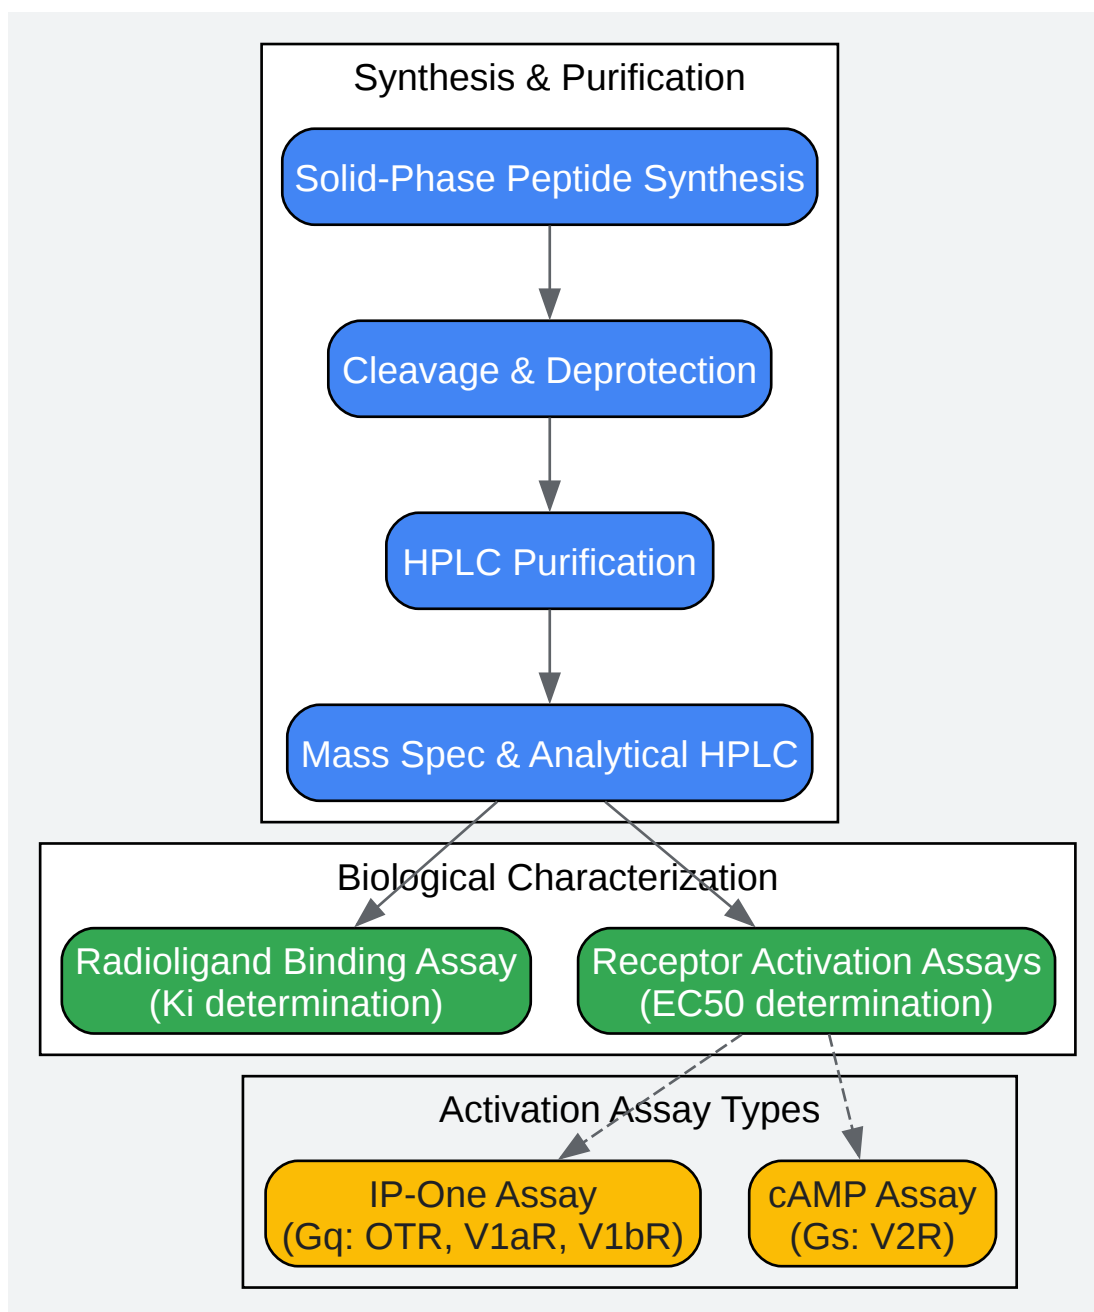 Synthesis & Purification
Solid-Phase Peptide Synthesis
Cleavage & Deprotection
HPLC Purification
Mass Spec & Analytical HPLC
Biological Characterization
Radioligand Binding Assay
(Ki determination)
Receptor Activation Assays
(EC50 determination)
Activation Assay Types
IP-One Assay
(Gq: OTR, V1aR, V1bR)
cAMP Assay
(Gs: V2R)